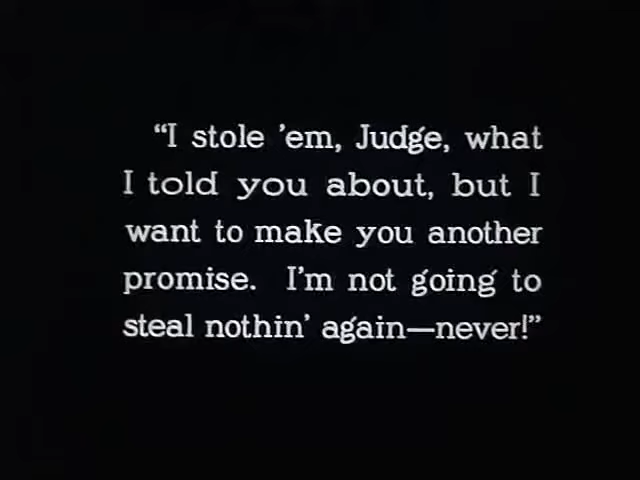 “I stole ’em, Judge, what
I told you about, but I
want to make you another
promise. I’m not going to
steal nothin’ again—never!”